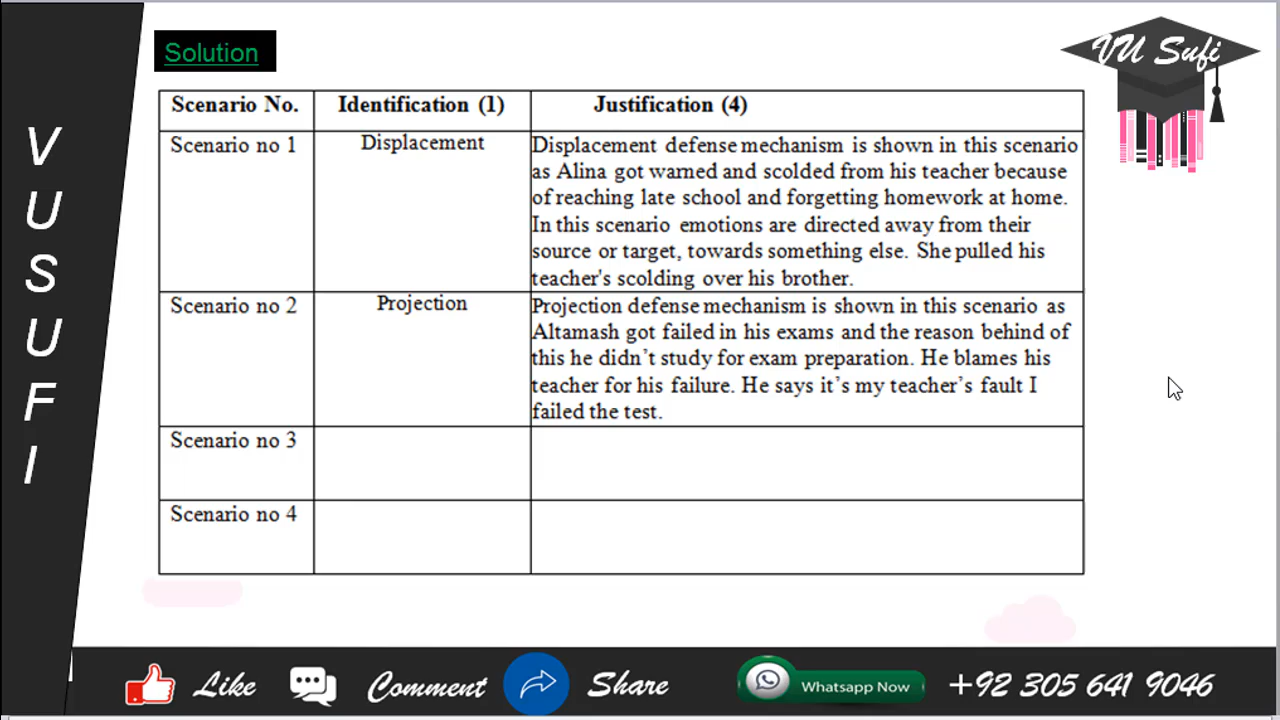 Solution
VU Sufi
V
U
S
U
F
I
Scenario No. Identification (1) Justification (4)
Scenario no 1 Displacement Displacement defense mechanism is shown in this scenario
as Alina got warned and scolded from his teacher because
of reaching late school and forgetting homework at home.
In this scenario emotions are directed away from their
source or target, towards something else. She pulled his
teacher's scolding over his brother.
Scenario no 2 Projection Projection defense mechanism is shown in this scenario as
Altamash got failed in his exams and the reason behind of
this he didn’t study for exam preparation. He blames his
teacher for his failure. He says it’s my teacher’s fault I
failed the test.
Scenario no 3
Scenario no 4
Like Comment Share Whatsapp Now +92 305 641 9046